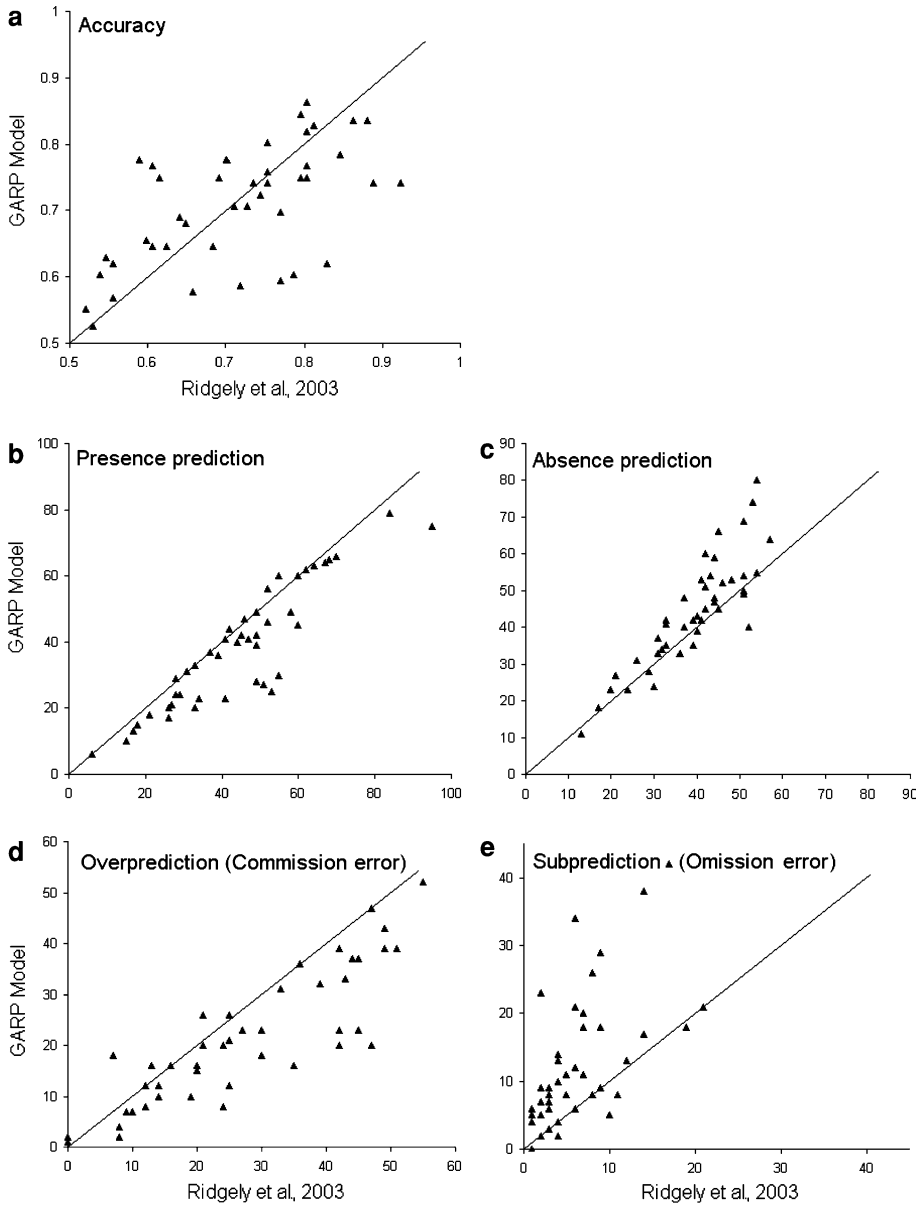 a
Accuracy
1
0.9
0.8
0.7
0.6
0.5
GARP Model
0.5 0.6 0.7 0.8 0.9 1
Ridgely et al., 2003
b
Presence prediction
100
80
60
40
20
0
GARP Model
0 20 40 60 80 100
c
Absence prediction
90
80
70
60
50
40
30
20
10
0
0 10 20 30 40 50 60 70 80 90
d
Overprediction (Commission error)
60
50
40
30
20
10
0
GARP Model
0 10 20 30 40 50 60
Ridgely et al., 2003
e
Subprediction (Omission error)
40
30
20
10
0
0 10 20 30 40
Ridgely et al., 2003